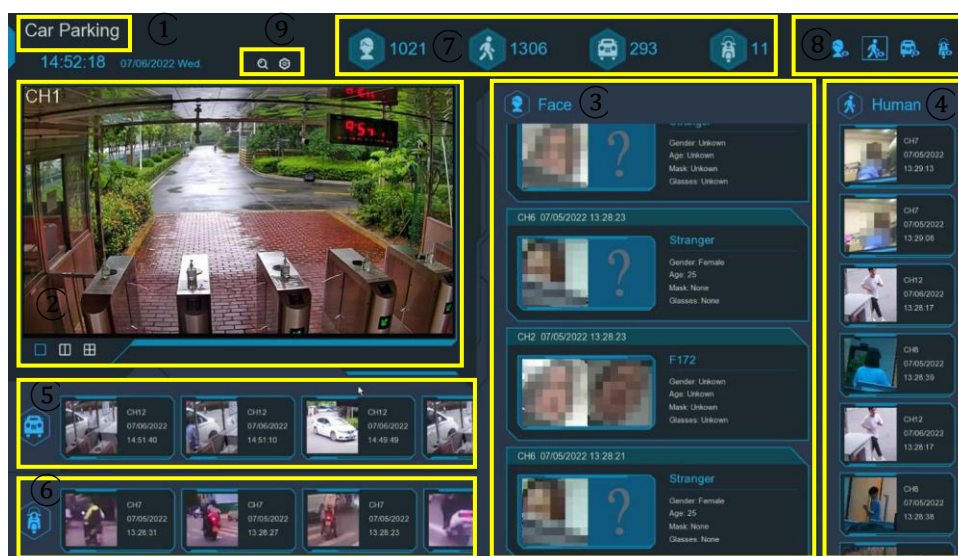 Car Parking ①
14:52:18 07/06/2022 Wed.
⑨
1021 ⑦ 1306 293 11
⑧
CH1
②
③
Face
Gender: Unkown
Age: Unkown
Mask: Unkown
Glasses: Unkown
CH6 07/05/2022 13:28:23
Stranger
Gender: Female
Age: 25
Mask: None
Glasses: None
CH2 07/05/2022 13:28:23
F172
Gender: Unkown
Age: Unkown
Mask: Unkown
Glasses: Unkown
CH6 07/05/2022 13:28:21
Stranger
Gender: Female
Age: 25
Mask: None
Glasses: None
Human ④
CH7
07/05/2022
13:29:13
CH7
07/05/2022
13:29:08
CH12
07/06/2022
13:28:17
CH6
07/05/2022
13:28:39
CH12
07/06/2022
13:28:17
CH6
07/05/2022
13:28:38
⑤
CH12
07/06/2022
14:51:40
CH12
07/06/2022
14:51:10
CH12
07/06/2022
14:49:49
⑥
CH7
07/05/2022
13:28:31
CH7
07/05/2022
13:28:27
CH7
07/05/2022
13:28:23